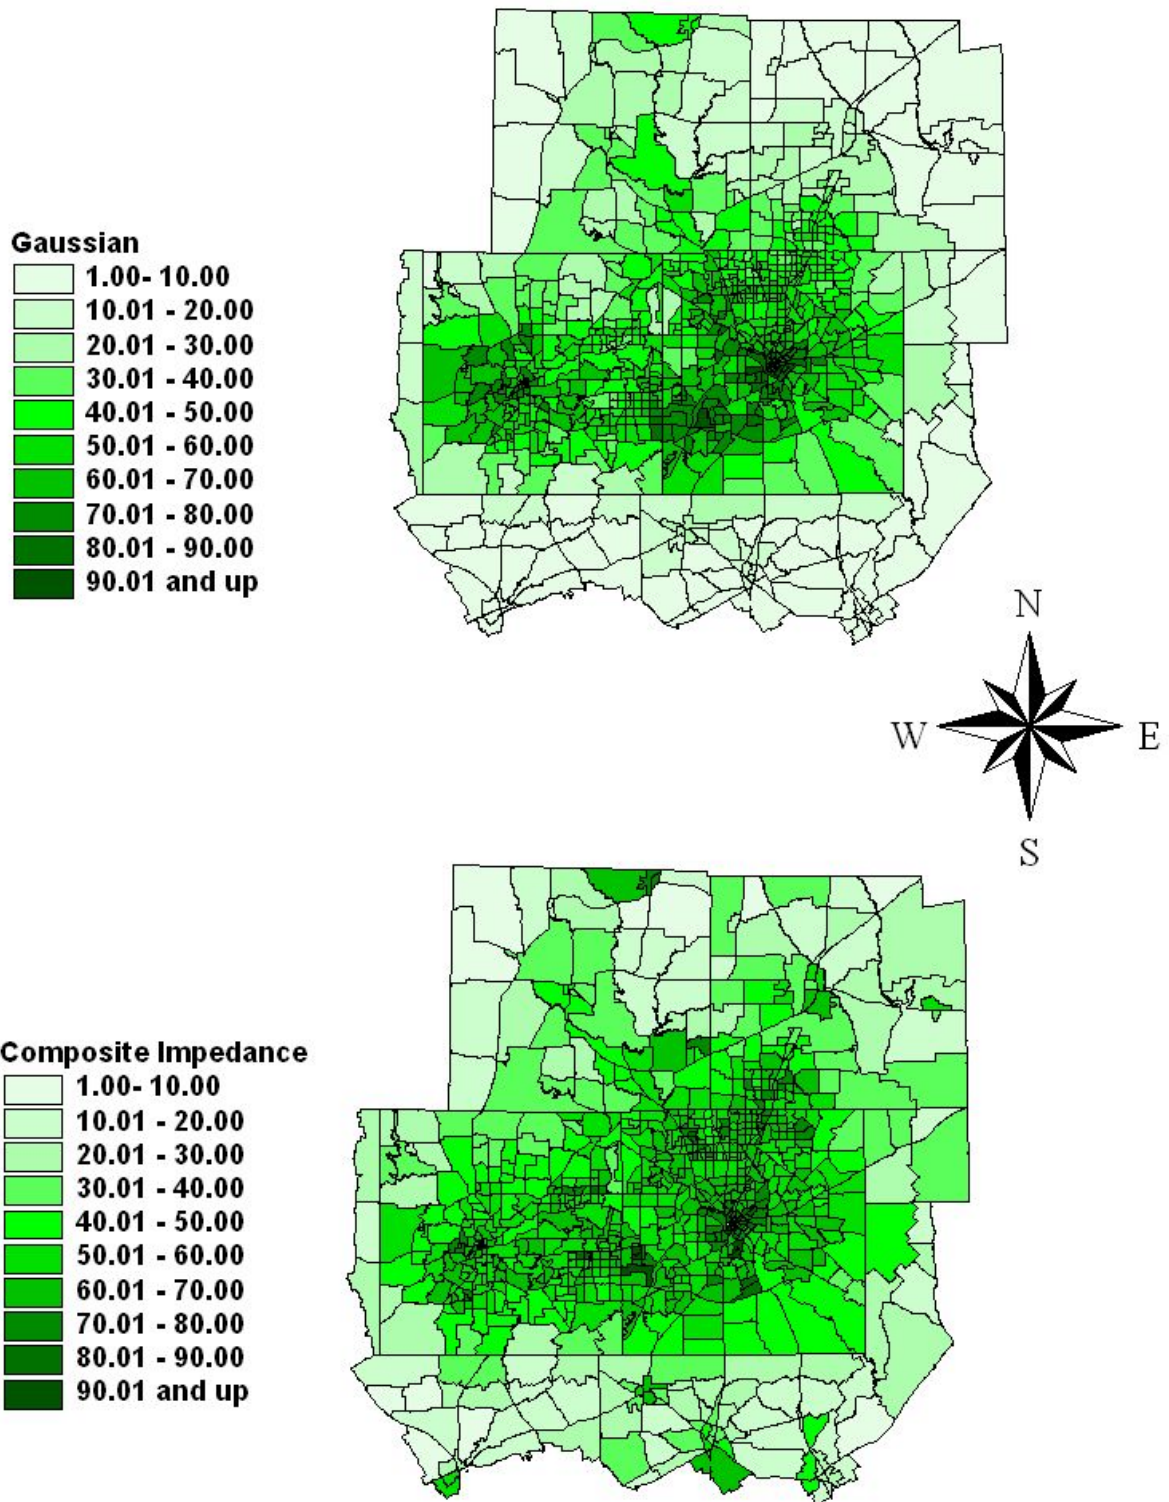 Gaussian
1.00- 10.00
10.01 - 20.00
20.01 - 30.00
30.01 - 40.00
40.01 - 50.00
50.01 - 60.00
60.01 - 70.00
70.01 - 80.00
80.01 - 90.00
90.01 and up
N
W E
S
Composite Impedance
1.00- 10.00
10.01 - 20.00
20.01 - 30.00
30.01 - 40.00
40.01 - 50.00
50.01 - 60.00
60.01 - 70.00
70.01 - 80.00
80.01 - 90.00
90.01 and up